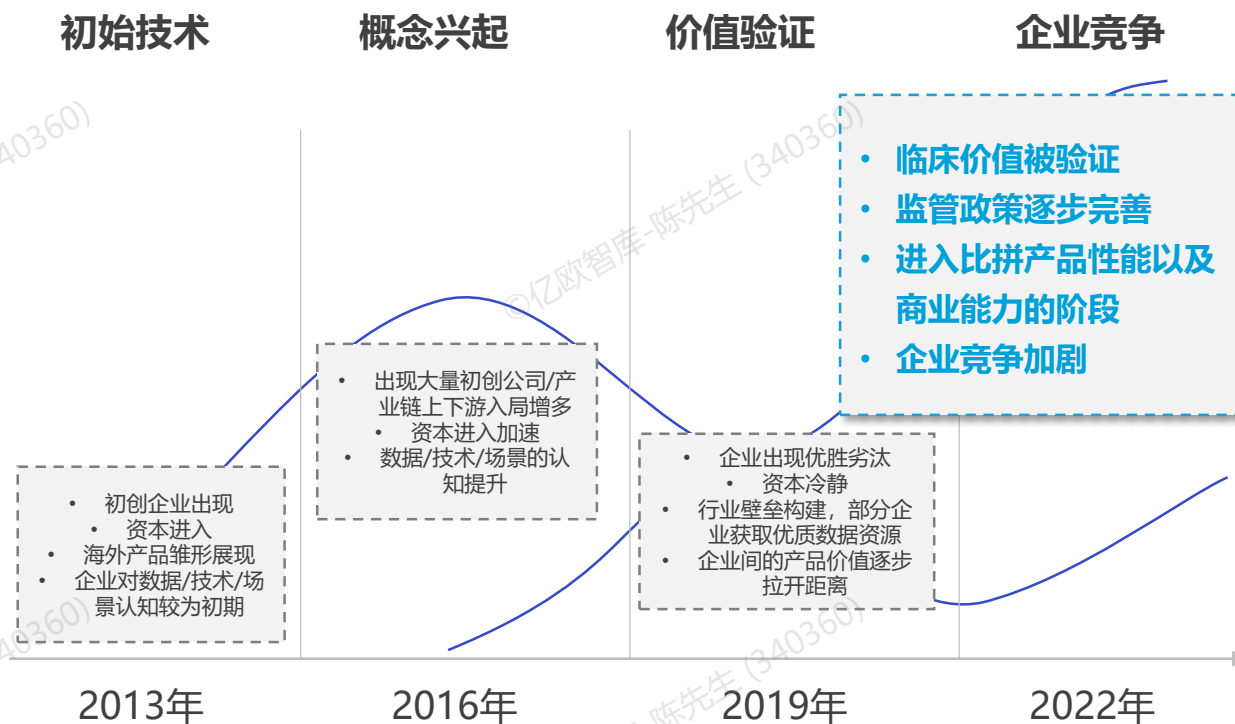 初始技术
概念兴起
价值验证
企业竞争
• 临床价值被验证
• 监管政策逐步完善
• 进入比拼产品性能以及
商业能力的阶段
• 企业竞争加剧
• 出现大量初创公司/产
业链上下游入局增多
• 资本进入加速
• 数据/技术/场景的认
知提升
• 企业出现优胜劣汰
• 资本冷静
• 行业壁垒构建，部分企
业获取优质数据资源
• 企业间的产品价值逐步
拉开距离
• 初创企业出现
• 资本进入
• 海外产品雏形展现
• 企业对数据/技术/场
景认知较为初期
2013年
2016年
2019年
2022年
©亿欧智库-陈先生 (340360)
40360)
40360)
陈先生 (340360)